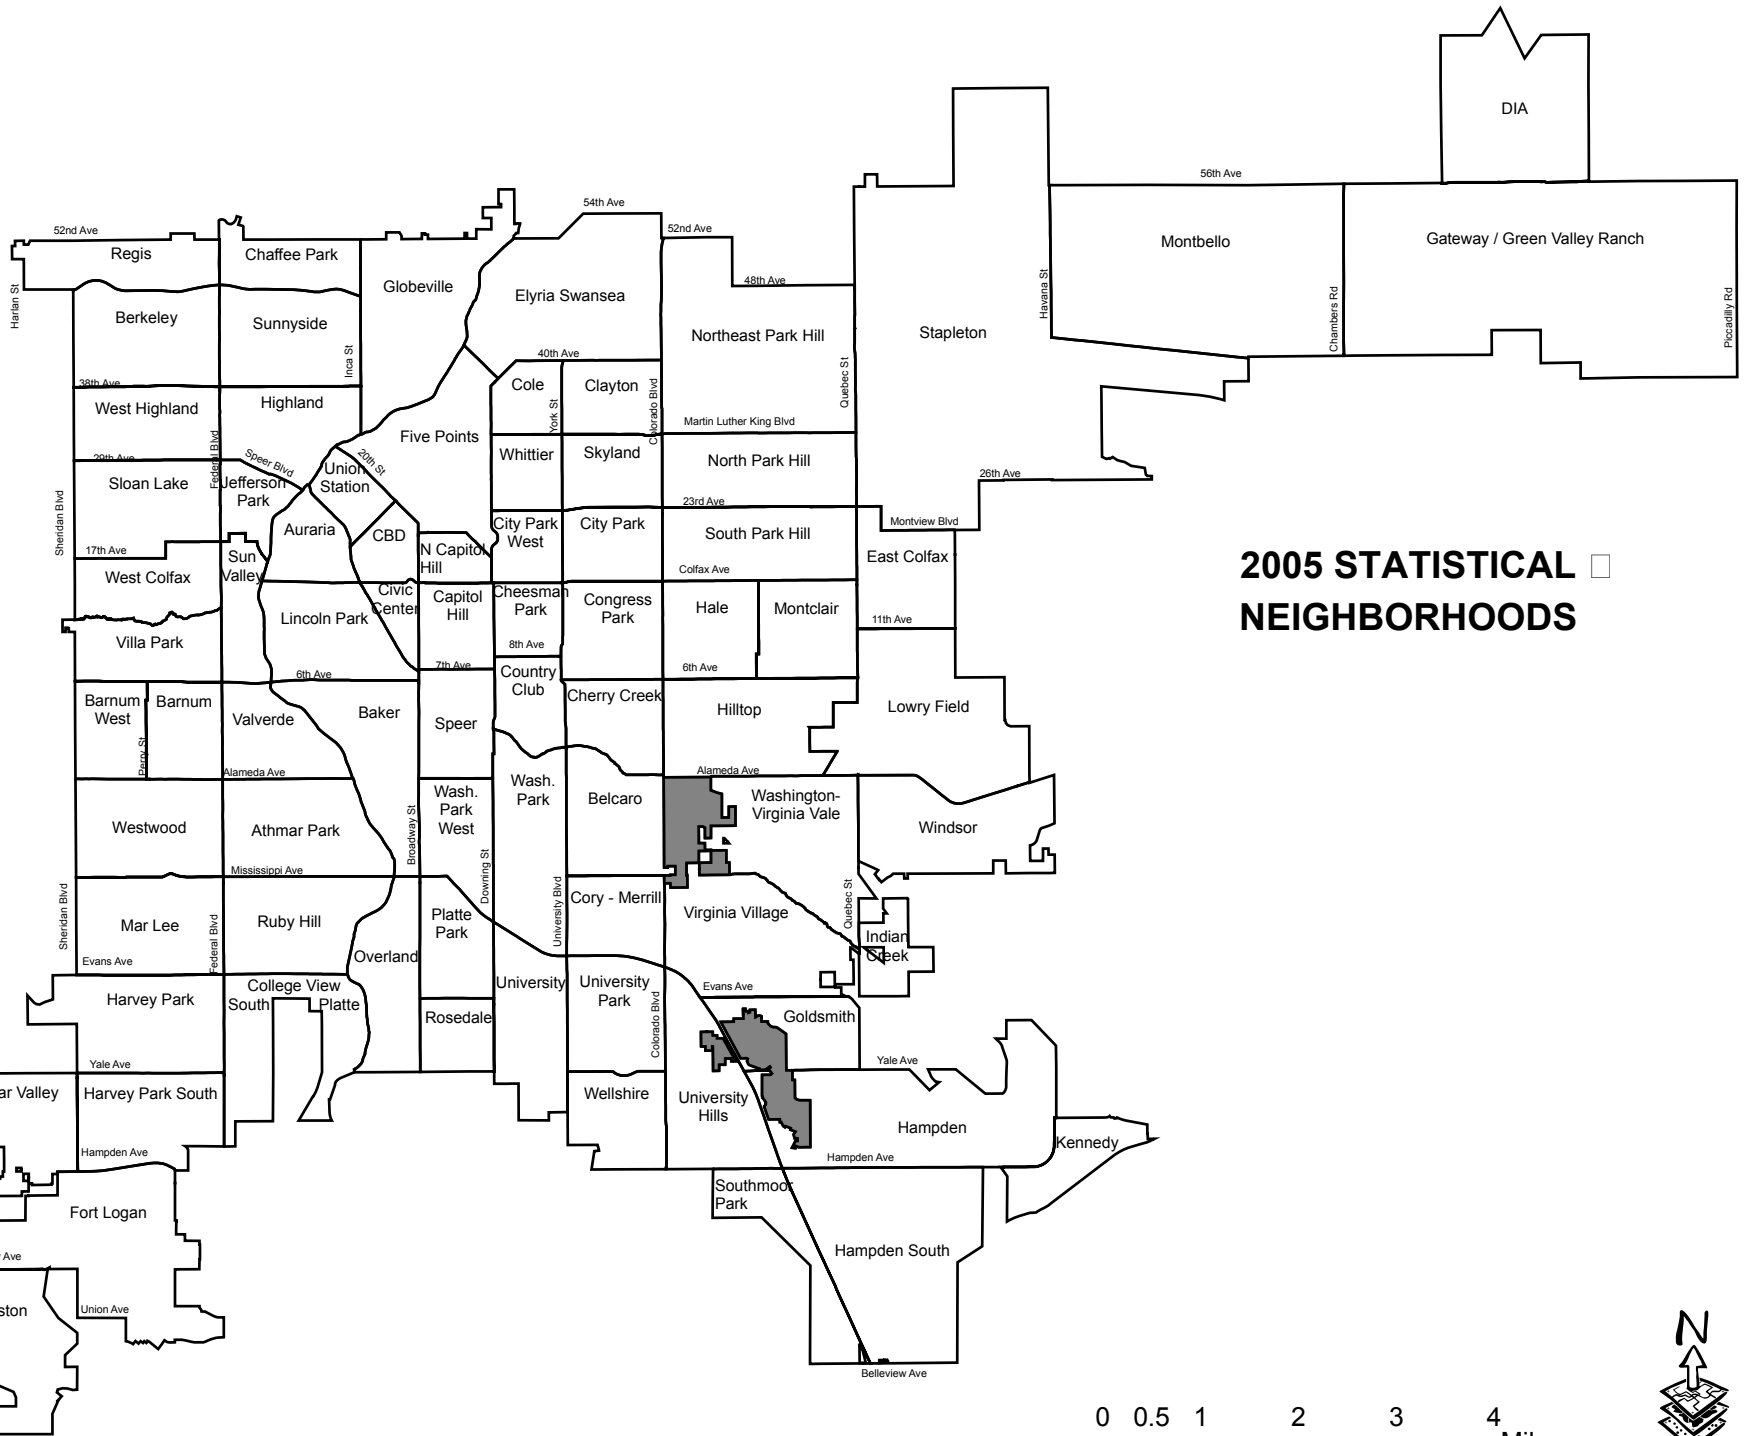 DIA
56th Ave
54th Ave
52nd Ave
52nd Ave
Regis
Chaffee Park
Montbello
Gateway / Green Valley Ranch
Globeville
48th Ave
Elyria Swansea
Harlan St
Havana St
Chambers Rd
Piccadilly Rd
Berkeley
Sunnyside
Northeast Park Hill
Stapleton
Inca St
40th Ave
Quebec St
38th Ave
Cole
Clayton
West Highland
Highland
York St
Colorado Blvd
Martin Luther King Blvd
Five Points
Federal Blvd
29th Ave
Speer Blvd
20th St
Whittier
Skyland
North Park Hill
Sloan Lake
Jefferson
Park
Union
Station
26th Ave
23rd Ave
Sheridan Blvd
Auraria
CBD
City Park
West
City Park
South Park Hill
Montview Blvd
17th Ave
Sun
Valley
N Capitol
Hill
East Colfax
2005 STATISTICAL
NEIGHBORHOODS
West Colfax
Colfax Ave
Civic
Center
Capitol
Hill
Cheesman
Park
Congress
Park
Hale
Montclair
Lincoln Park
11th Ave
Villa Park
8th Ave
7th Ave
6th Ave
6th Ave
Country
Club
Cherry Creek
Barnum
West
Barnum
Valverde
Baker
Speer
Hilltop
Lowry Field
Perry St
Alameda Ave
Alameda Ave
Wash.
Park
West
Wash.
Park
Belcaro
Washington-
Virginia Vale
Windsor
Westwood
Athmar Park
Broadway St
Mississippi Ave
Downing St
Sheridan Blvd
Federal Blvd
University Blvd
Cory - Merrill
Quebec St
Mar Lee
Ruby Hill
Platte
Park
Virginia Village
Indian
Creek
Evans Ave
Overland
College View
South Platte
Harvey Park
University
University
Park
Evans Ave
Rosedale
Colorado Blvd
Goldsmith
Yale Ave
Yale Ave
ar Valley
Harvey Park South
Wellshire
University
Hills
Hampden
Kennedy
Hampden Ave
Hampden Ave
Southmoor
Park
Fort Logan
Hampden South
Ave
ston
Union Ave
Belleview Ave
N
0 0.5 1 2 3 4